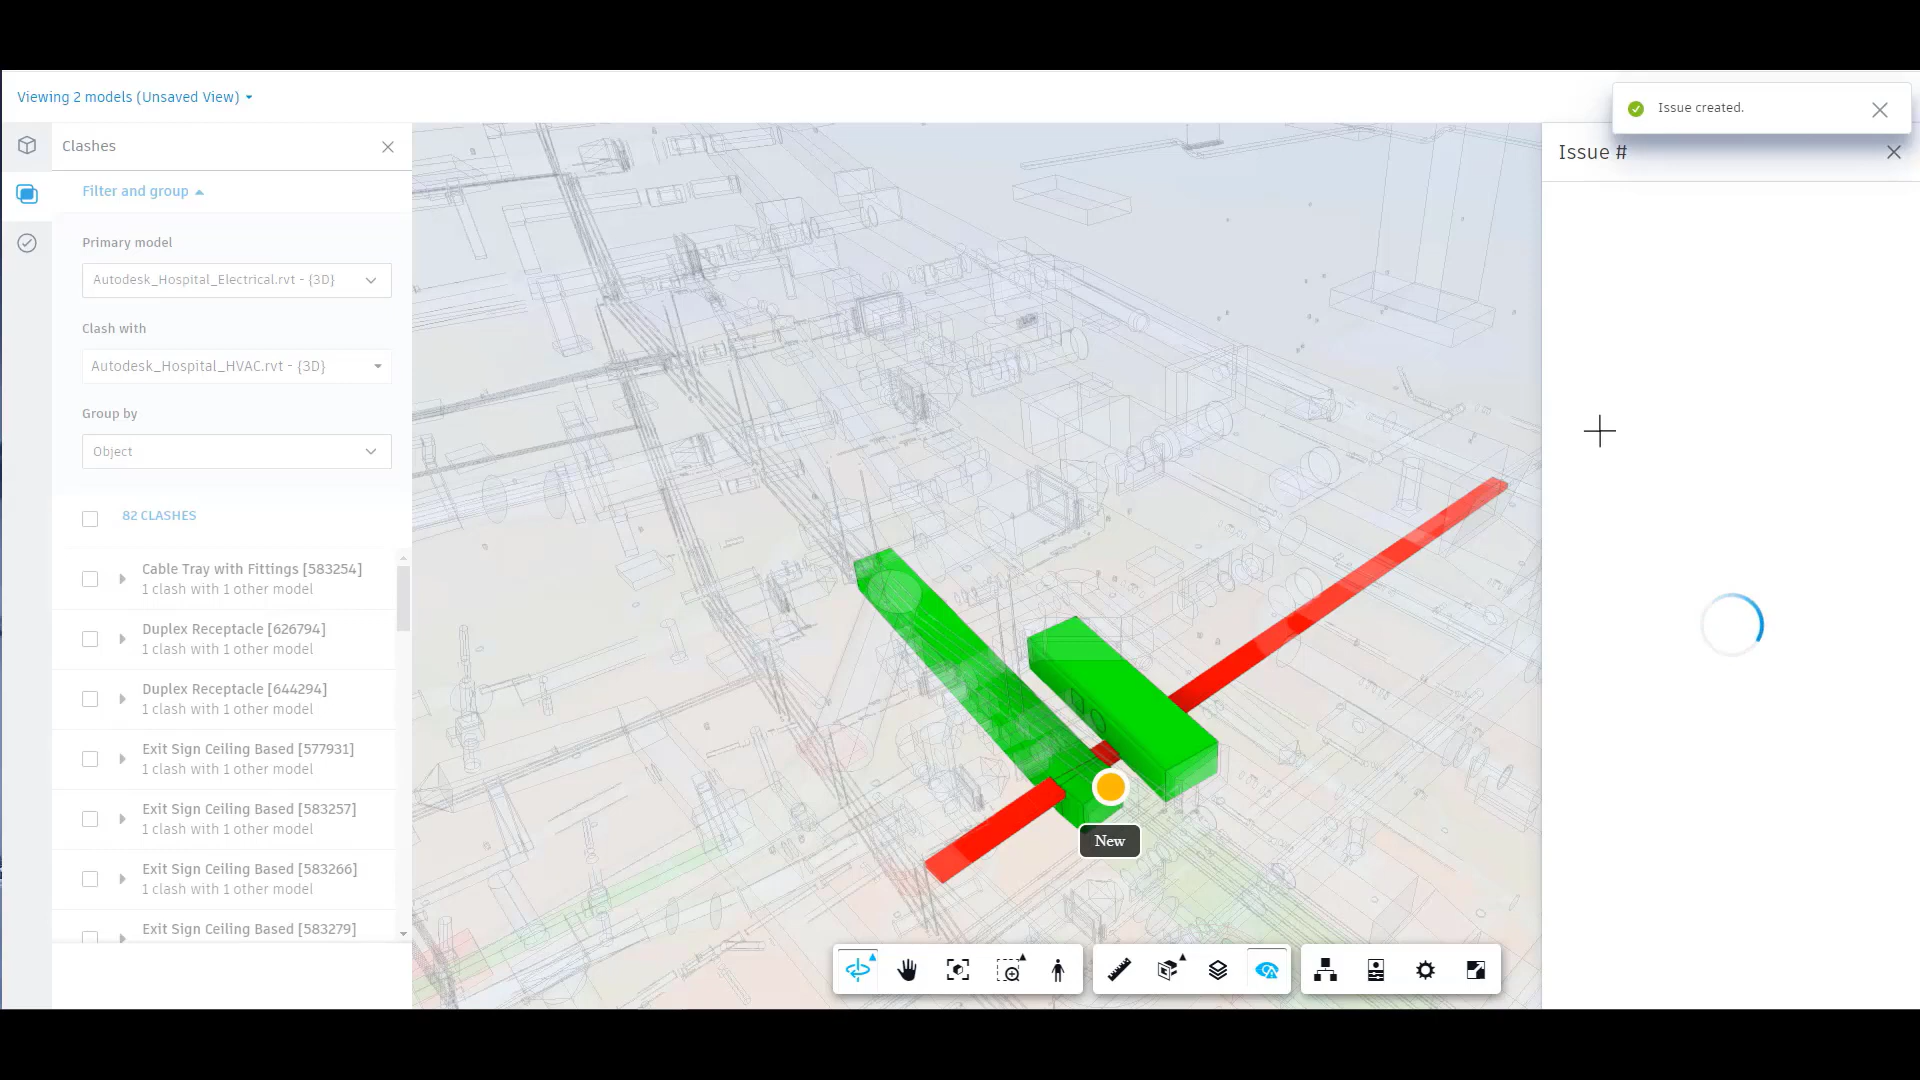 Viewing 2 models (Unsaved View)
Issue created.
Clashes
Issue #
Filter and group
Primary model
Autodesk_Hospital_Electrical.rvt - {3D}
Clash with
Autodesk_Hospital_HVAC.rvt - {3D}
Group by
Object
82 CLASHES
Cable Tray with Fittings [583254]
1 clash with 1 other model
Duplex Receptacle [626794]
1 clash with 1 other model
Duplex Receptacle [644294]
1 clash with 1 other model
Exit Sign Ceiling Based [577931]
1 clash with 1 other model
Exit Sign Ceiling Based [583257]
1 clash with 1 other model
Exit Sign Ceiling Based [583266]
1 clash with 1 other model
Exit Sign Ceiling Based [583279]
New